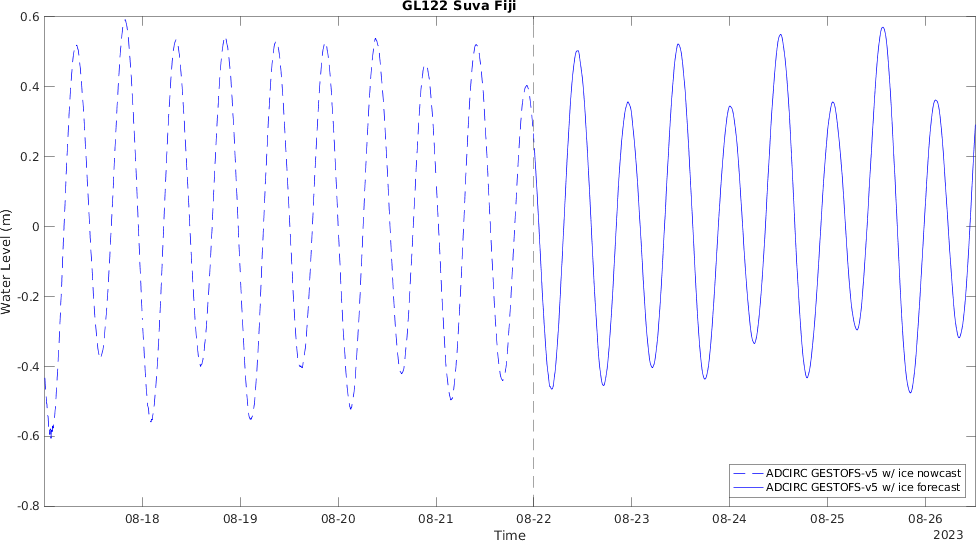 GL122 Suva Fiji
0.6
0.4
0.2
0
-0.2
-0.4
-0.6
-0.8
Water Level (m)
ADCIRC GESTOFS-v5 w/ ice nowcast
ADCIRC GESTOFS-v5 w/ ice forecast
08-18 08-19 08-20 08-21 08-22 08-23 08-24 08-25 08-26
Time
2023